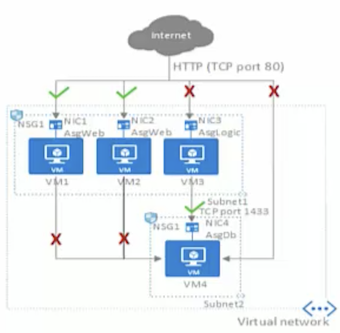 Internet
HTTP (TCP port 80)
NSG1
NIC1
AsgWeb
NIC2
AsgWeb
NIC3
AsgLogic
VM
VM
VM
VM1
VM2
VM3
Subnet1
TCP port 1433
NSG1
NIC4
AsgDb
VM
VM4
Subnet2
Virtual network